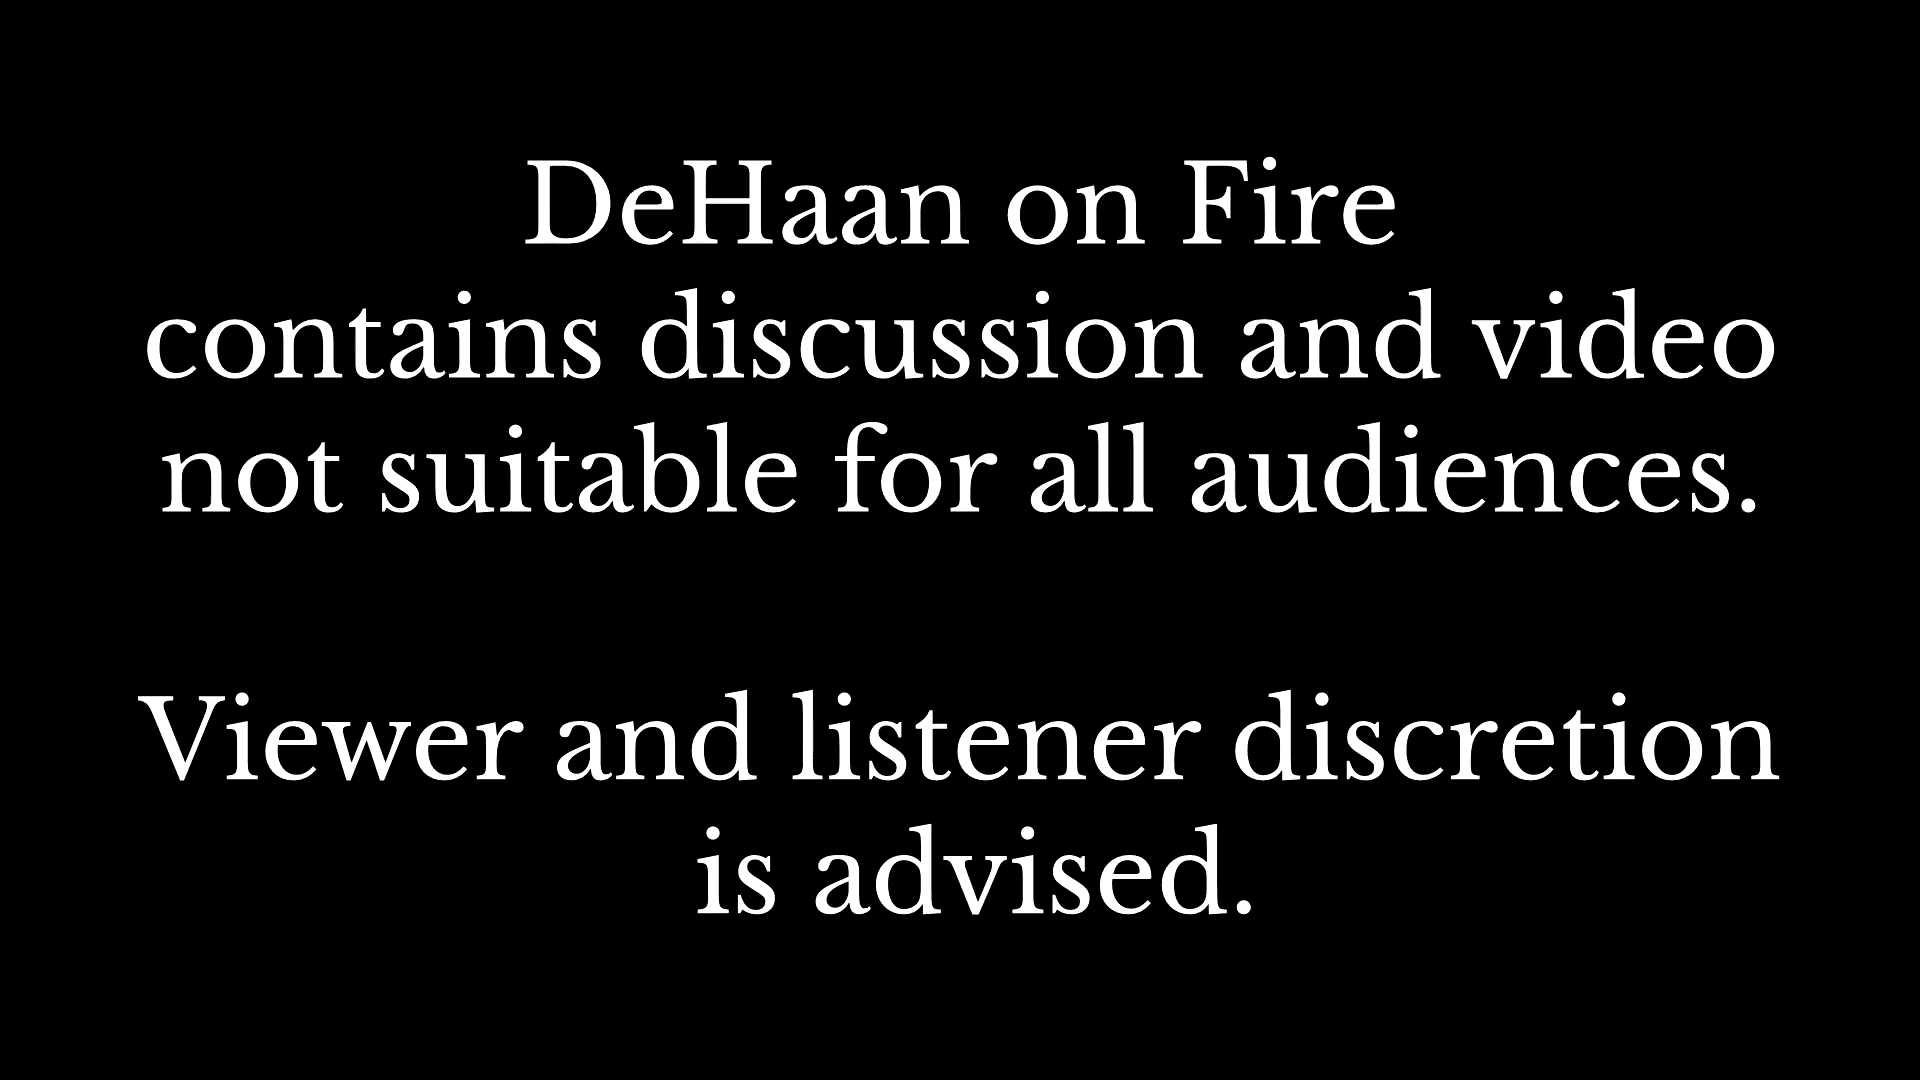 DeHaan on Fire
contains discussion and video
not suitable for all audiences.
Viewer and listener discretion
is advised.